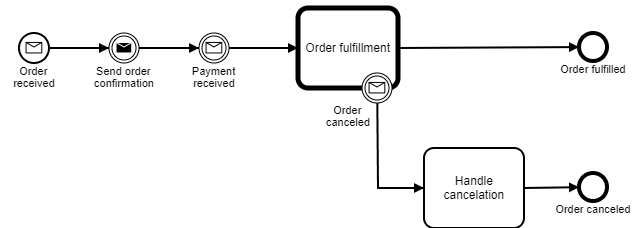 Order
received
Send order
confirmation
Payment
received
Order fulfillment
Order
canceled
Order fulfilled
Handle
cancelation
Order canceled